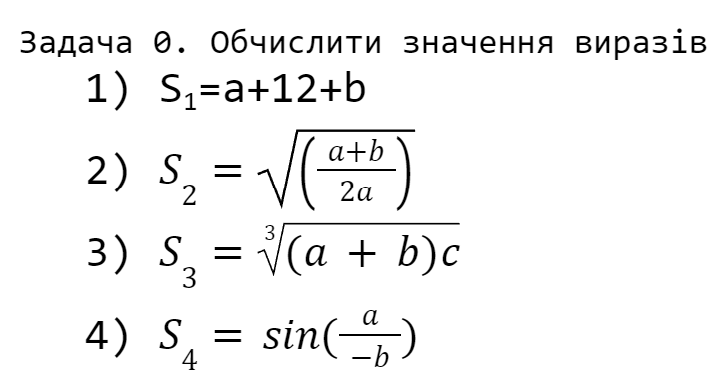 Задача 0. Обчислити значення виразів
1) S₁=a+12+b
2) S₂ = √((a+b)/(2a))
3) S₃ = ∛((a + b)c)
4) S₄ = sin(a/(−b))